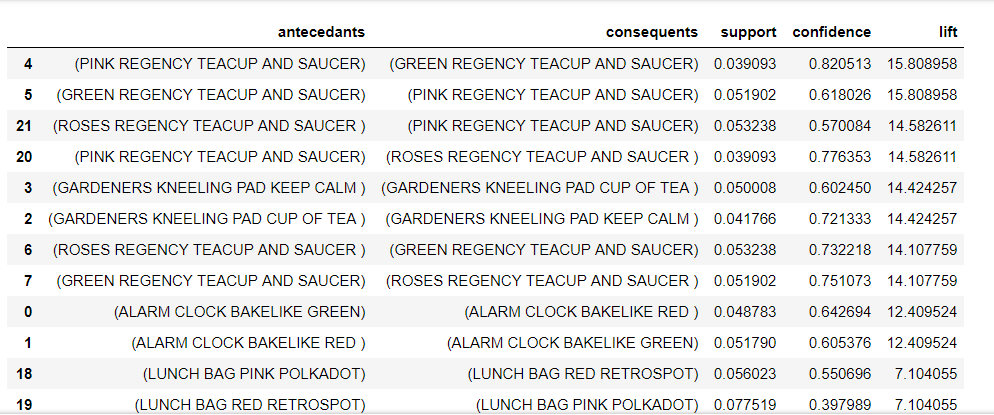 antecedants consequents support confidence lift
4 (PINK REGENCY TEACUP AND SAUCER) (GREEN REGENCY TEACUP AND SAUCER) 0.039093 0.820513 15.808958
5 (GREEN REGENCY TEACUP AND SAUCER) (PINK REGENCY TEACUP AND SAUCER) 0.051902 0.618026 15.808958
21 (ROSES REGENCY TEACUP AND SAUCER ) (PINK REGENCY TEACUP AND SAUCER) 0.053238 0.570084 14.582611
20 (PINK REGENCY TEACUP AND SAUCER) (ROSES REGENCY TEACUP AND SAUCER ) 0.039093 0.776353 14.582611
3 (GARDENERS KNEELING PAD KEEP CALM ) (GARDENERS KNEELING PAD CUP OF TEA ) 0.050008 0.602450 14.424257
2 (GARDENERS KNEELING PAD CUP OF TEA ) (GARDENERS KNEELING PAD KEEP CALM ) 0.041766 0.721333 14.424257
6 (ROSES REGENCY TEACUP AND SAUCER ) (GREEN REGENCY TEACUP AND SAUCER) 0.053238 0.732218 14.107759
7 (GREEN REGENCY TEACUP AND SAUCER) (ROSES REGENCY TEACUP AND SAUCER ) 0.051902 0.751073 14.107759
0 (ALARM CLOCK BAKELIKE GREEN) (ALARM CLOCK BAKELIKE RED ) 0.048783 0.642694 12.409524
1 (ALARM CLOCK BAKELIKE RED ) (ALARM CLOCK BAKELIKE GREEN) 0.051790 0.605376 12.409524
18 (LUNCH BAG PINK POLKADOT) (LUNCH BAG RED RETROSPOT) 0.056023 0.550696 7.104055
19 (LUNCH BAG RED RETROSPOT) (LUNCH BAG PINK POLKADOT) 0.077519 0.397989 7.104055